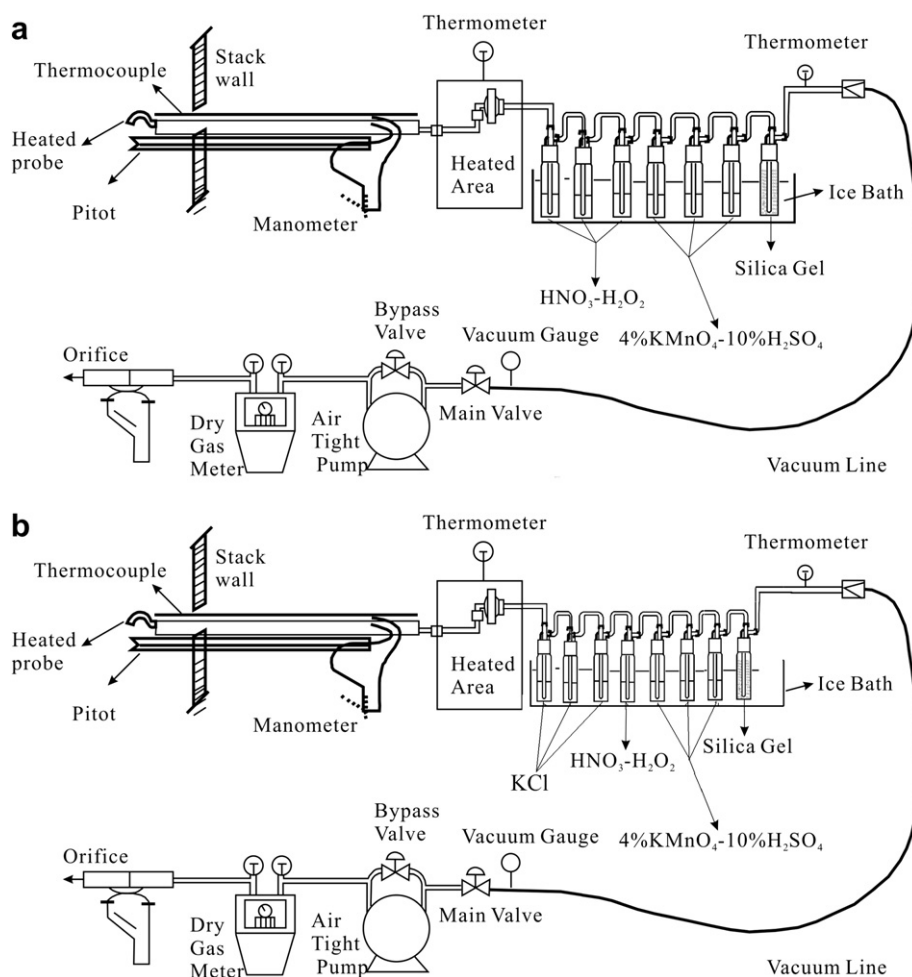 a
Thermometer
Thermometer
Stack
wall
Thermocouple
T
T
Heated
probe
Heated
Area
Ice Bath
Pitot
Manometer
Silica Gel
HNO₃-H₂O₂
Bypass
Valve
Vacuum Gauge
4%KMnO₄-10%H₂SO₄
Orifice
T
T
Main Valve
Dry
Gas
Meter
Air
Tight
Pump
Vacuum Line
b
Thermometer
Thermometer
Stack
wall
Thermocouple
T
T
Heated
probe
Heated
Area
Ice Bath
Pitot
Manometer
Silica Gel
HNO₃-H₂O₂
KCl
Bypass
Valve
Vacuum Gauge
4%KMnO₄-10%H₂SO₄
Orifice
T
T
Main Valve
Dry
Gas
Meter
Air
Tight
Pump
Vacuum Line